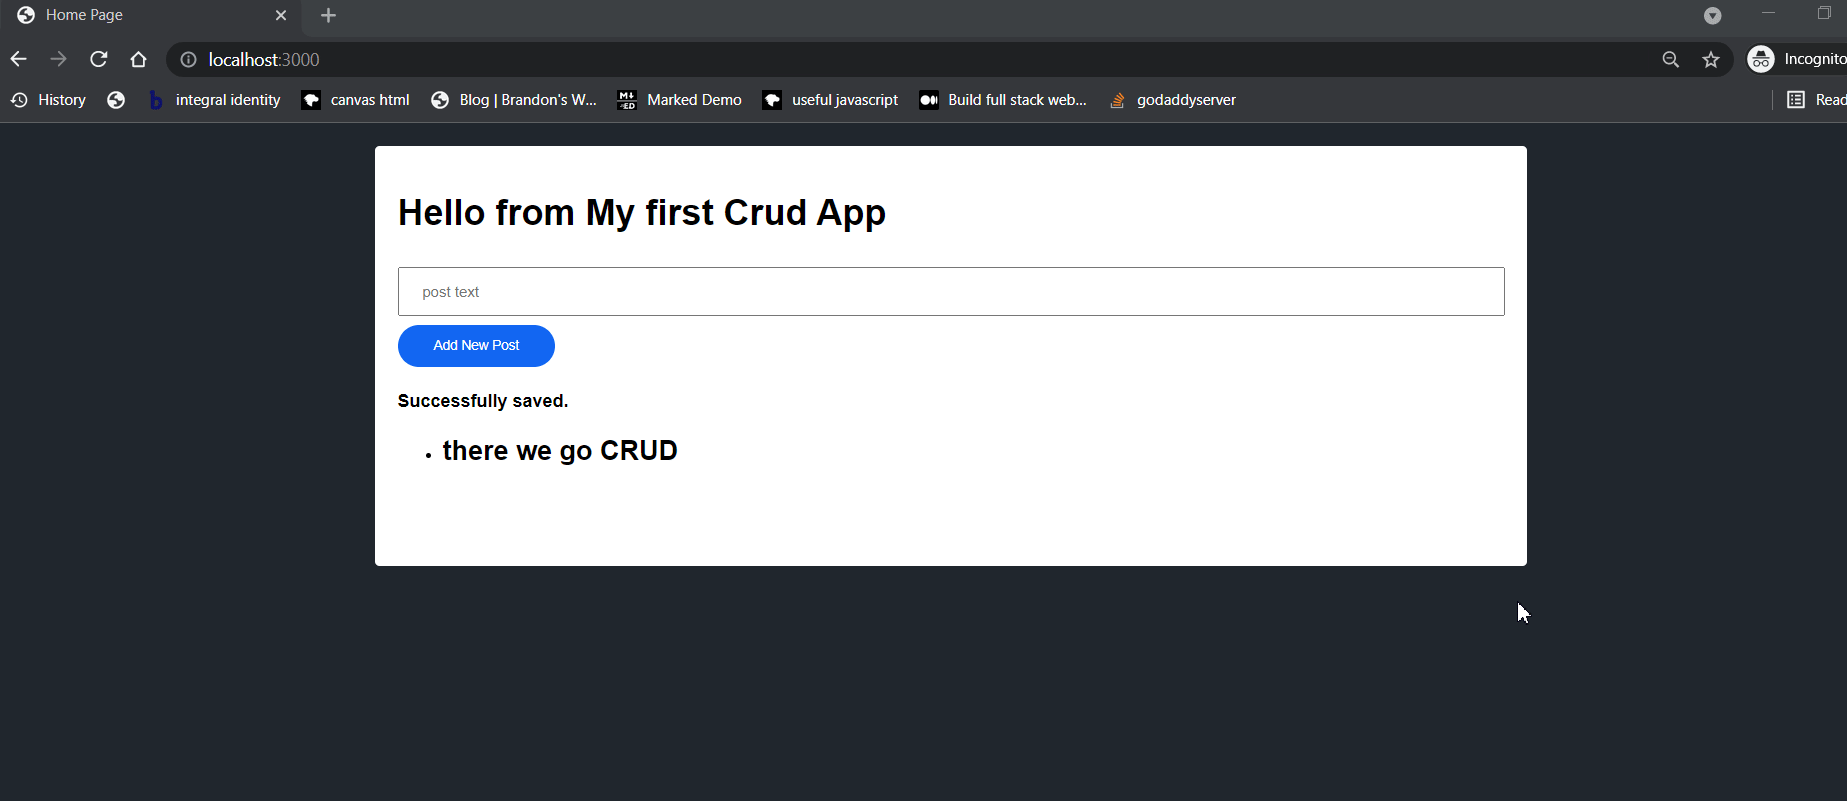 Home Page
localhost:3000
Incognito
History
b
integral identity
canvas html
Blog | Brandon's W...
M↓
ED
Marked Demo
useful javascript
Build full stack web...
godaddyserver
Read
Hello from My first Crud App
post text
Add New Post
Successfully saved.
• there we go CRUD